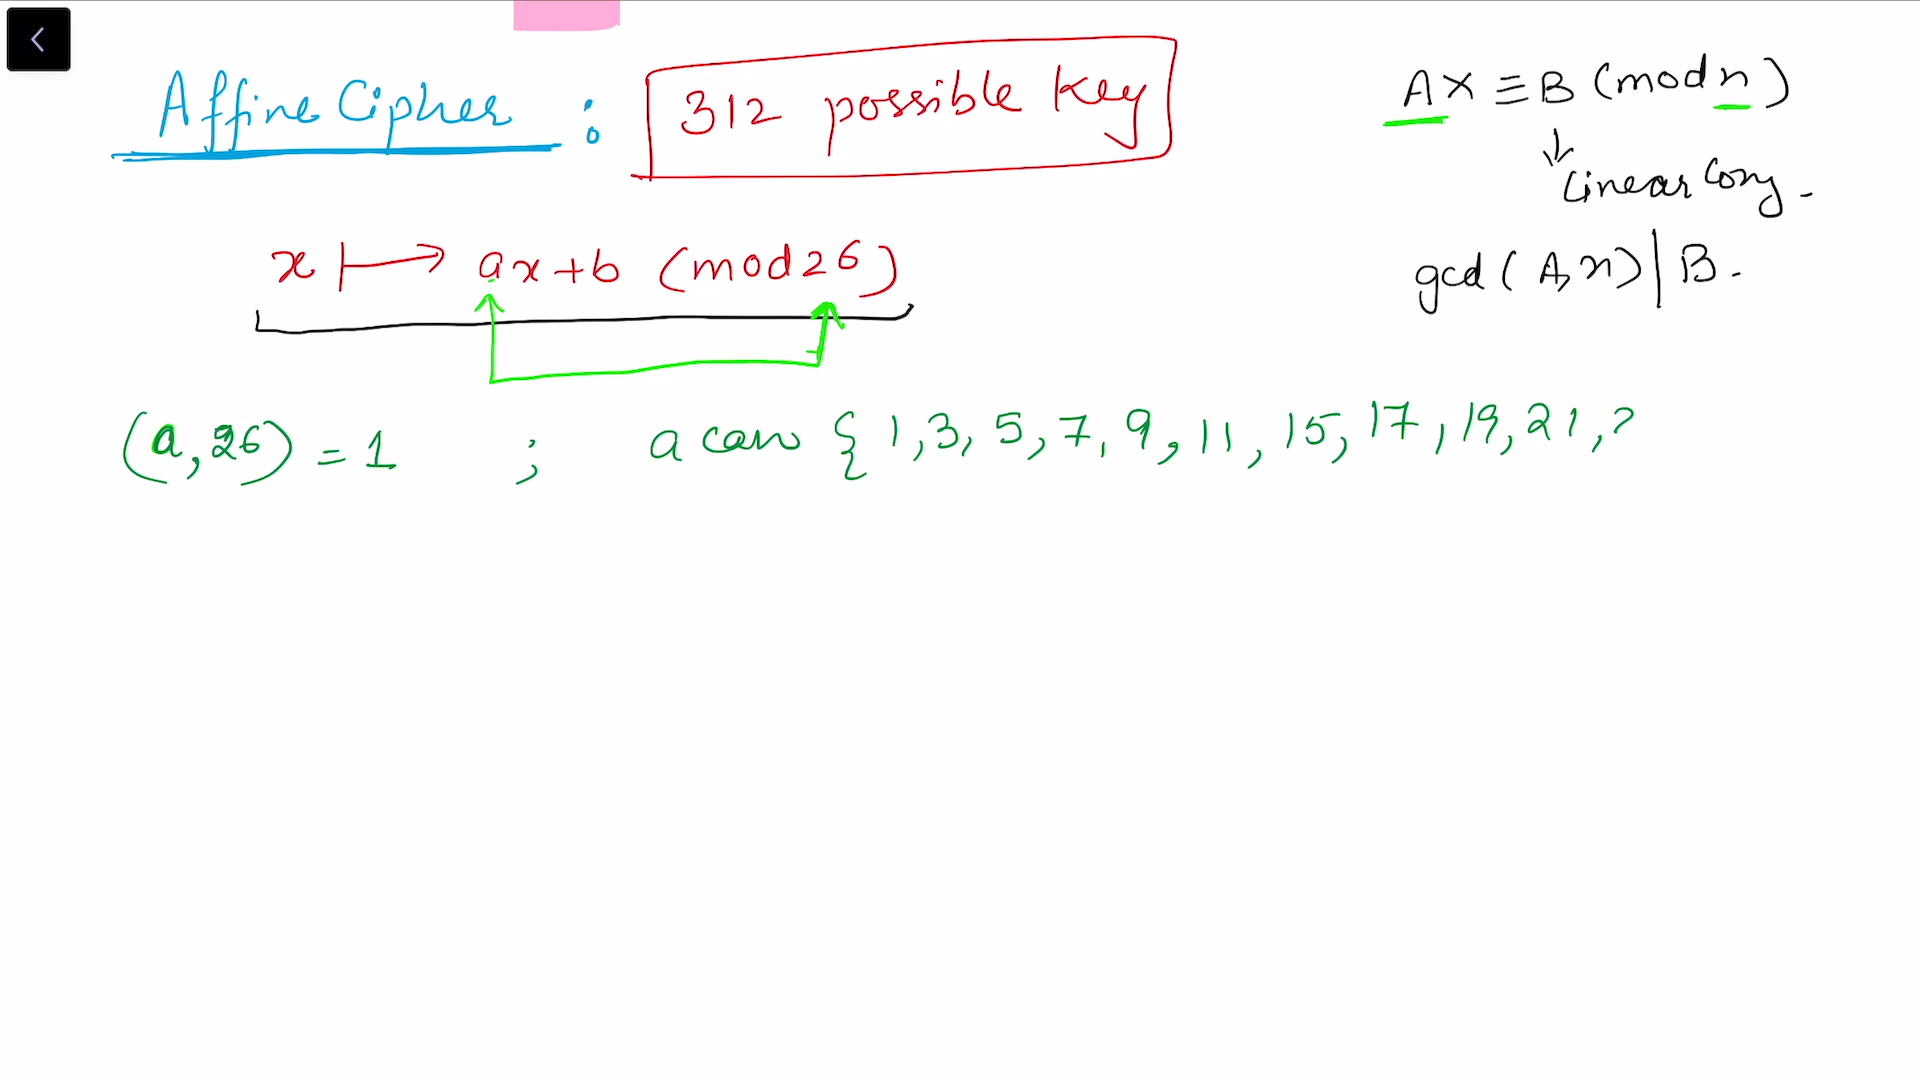 Affine Cipher : 312 possible key
x ↦ ax+b (mod 26)
AX ≡ B (mod n)
↓
Linear Cong.
gcd(A, n) | B.
(a, 26) = 1 ; a can { 1, 3, 5, 7, 9, 11, 15, 17, 19, 21,